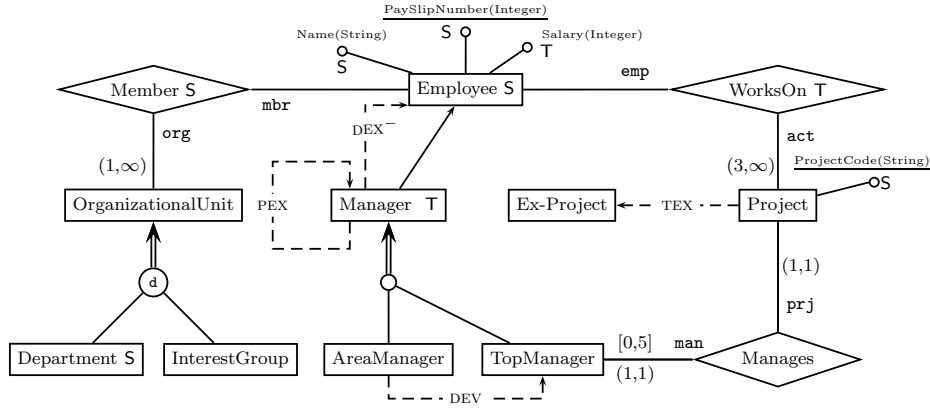 PaySlipNumber(Integer)
Name(String)
S
S
Salary(Integer)
T
Member S
mbr
Employee S
emp
WorksOn T
org
DEX⁻
act
(1,∞)
(3,∞)
ProjectCode(String)
S
OrganizationalUnit
PEX
Manager T
Ex-Project
TEX
Project
(1,1)
d
prj
Department S
InterestGroup
AreaManager
TopManager
[0,5]
man
(1,1)
Manages
DEV